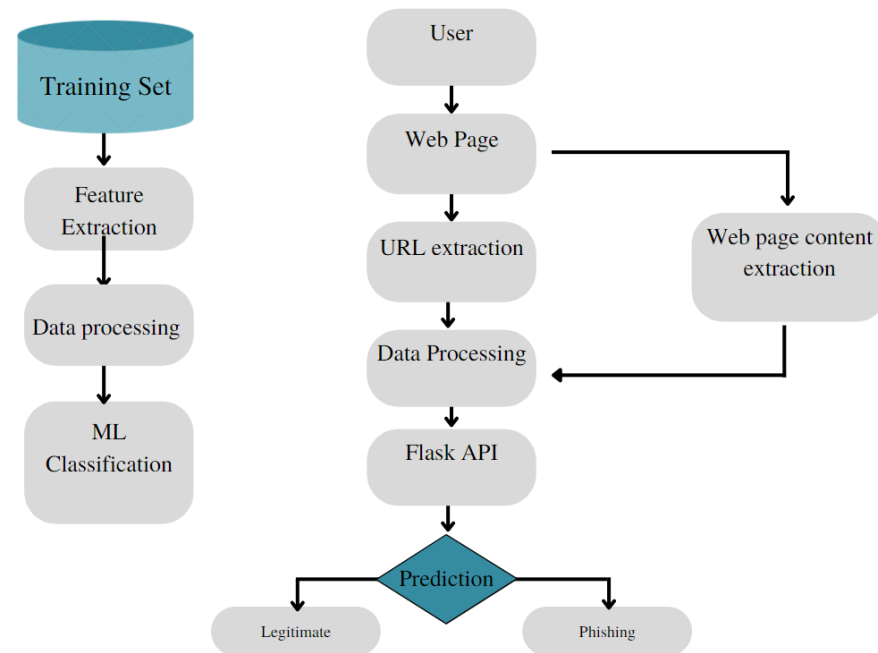 Training Set
Feature
Extraction
Data processing
ML
Classification
User
Web Page
URL extraction
Web page content
extraction
Data Processing
Flask API
Prediction
Legitimate
Phishing